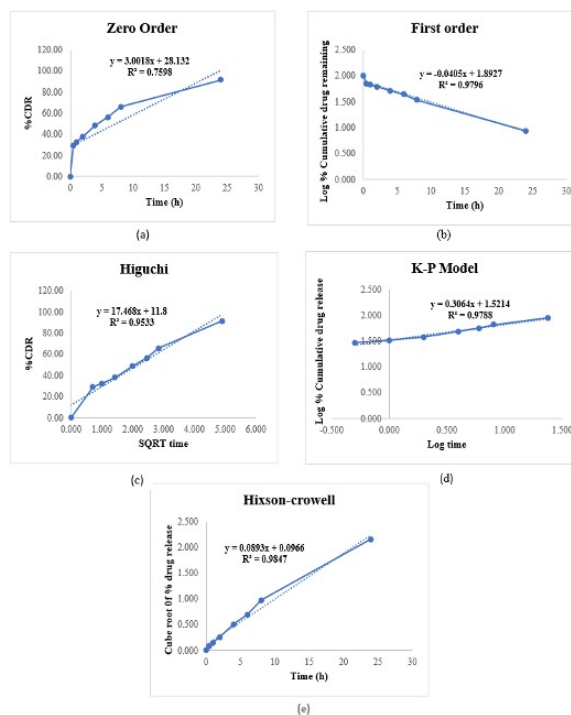 Zero Order
y = 3.0018x + 28.132
R² = 0.7598
%CDR
120.00
100.00
80.00
60.00
40.00
20.00
0.00
0 5 10 15 20 25 30
Time (h)
(a)
First order
y = -0.0405x + 1.8927
R² = 0.9796
Log % Cumulative drug remaining
2.500
2.000
1.500
1.000
0.500
0.000
0 5 10 15 20 25 30
Time (h)
(b)
Higuchi
y = 17.468x + 11.8
R² = 0.9533
%CDR
120.00
100.00
80.00
60.00
40.00
20.00
0.00
0.000 1.000 2.000 3.000 4.000 5.000 6.000
SQRT time
(c)
K-P Model
y = 0.3064x + 1.5214
R² = 0.9788
Log % Cumulative drug release
2.500
2.000
1.500
1.000
0.500
0.000
-0.500 0.000 0.500 1.000 1.500
Log time
(d)
Hixson-crowell
y = 0.0893x + 0.0966
R² = 0.9847
Cube root 0f % drug release
2.500
2.000
1.500
1.000
0.500
0.000
0 5 10 15 20 25 30
Time (h)
(e)